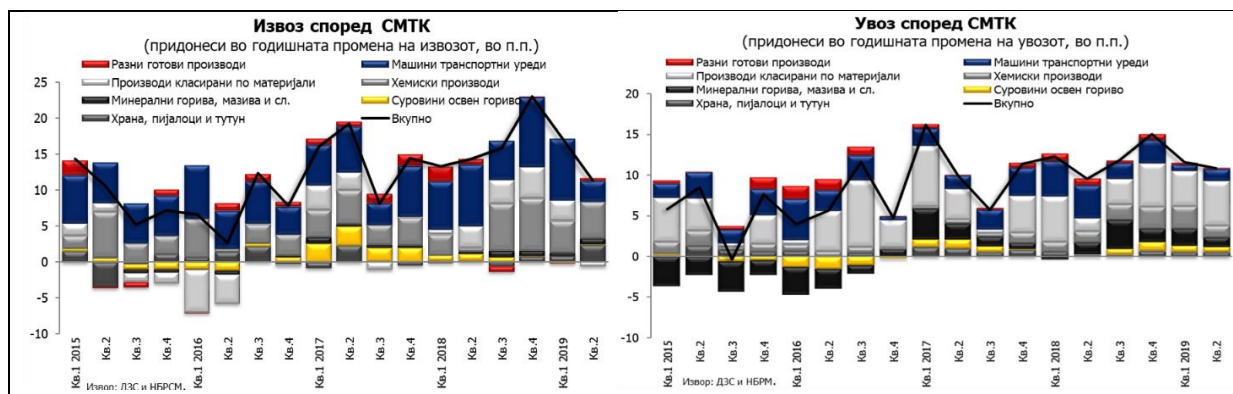 Извоз според СМТК
(придонеси во годишната промена на извозот, во п.п.)
Разни готови производи
Машини транспортни уреди
Производи класирани по материјали
Хемиски производи
Минерални горива, мазива и сл.
Суровини освен гориво
Храна, пијалоци и тутун
Вкупно
25
20
15
10
5
0
-5
-10
Кв.1 2015
Кв.2
Кв.3
Кв.4
Кв.1 2016
Кв.2
Кв.3
Кв.4
Кв.1 2017
Кв.2
Кв.3
Кв.4
Кв.1 2018
Кв.2
Кв.3
Кв.4
Кв.1 2019
Кв.2
Извор: ДЗС и НБРСМ.
Увоз според СМТК
(придонеси во годишната промена на увозот, во п.п.)
Разни готови производи
Машини транспортни уреди
Производи класирани по материјали
Хемиски производи
Минерални горива, мазива и сл.
Суровини освен гориво
Храна, пијалоци и тутун
Вкупно
20
15
10
5
0
-5
-10
Кв.1 2015
Кв.2
Кв.3
Кв.4
Кв.1 2016
Кв.2
Кв.3
Кв.4
Кв.1 2017
Кв.2
Кв.3
Кв.4
Кв.1 2018
Кв.2
Кв.3
Кв.4
Кв.1 2019
Кв.2
Извор: ДЗС и НБРМ.